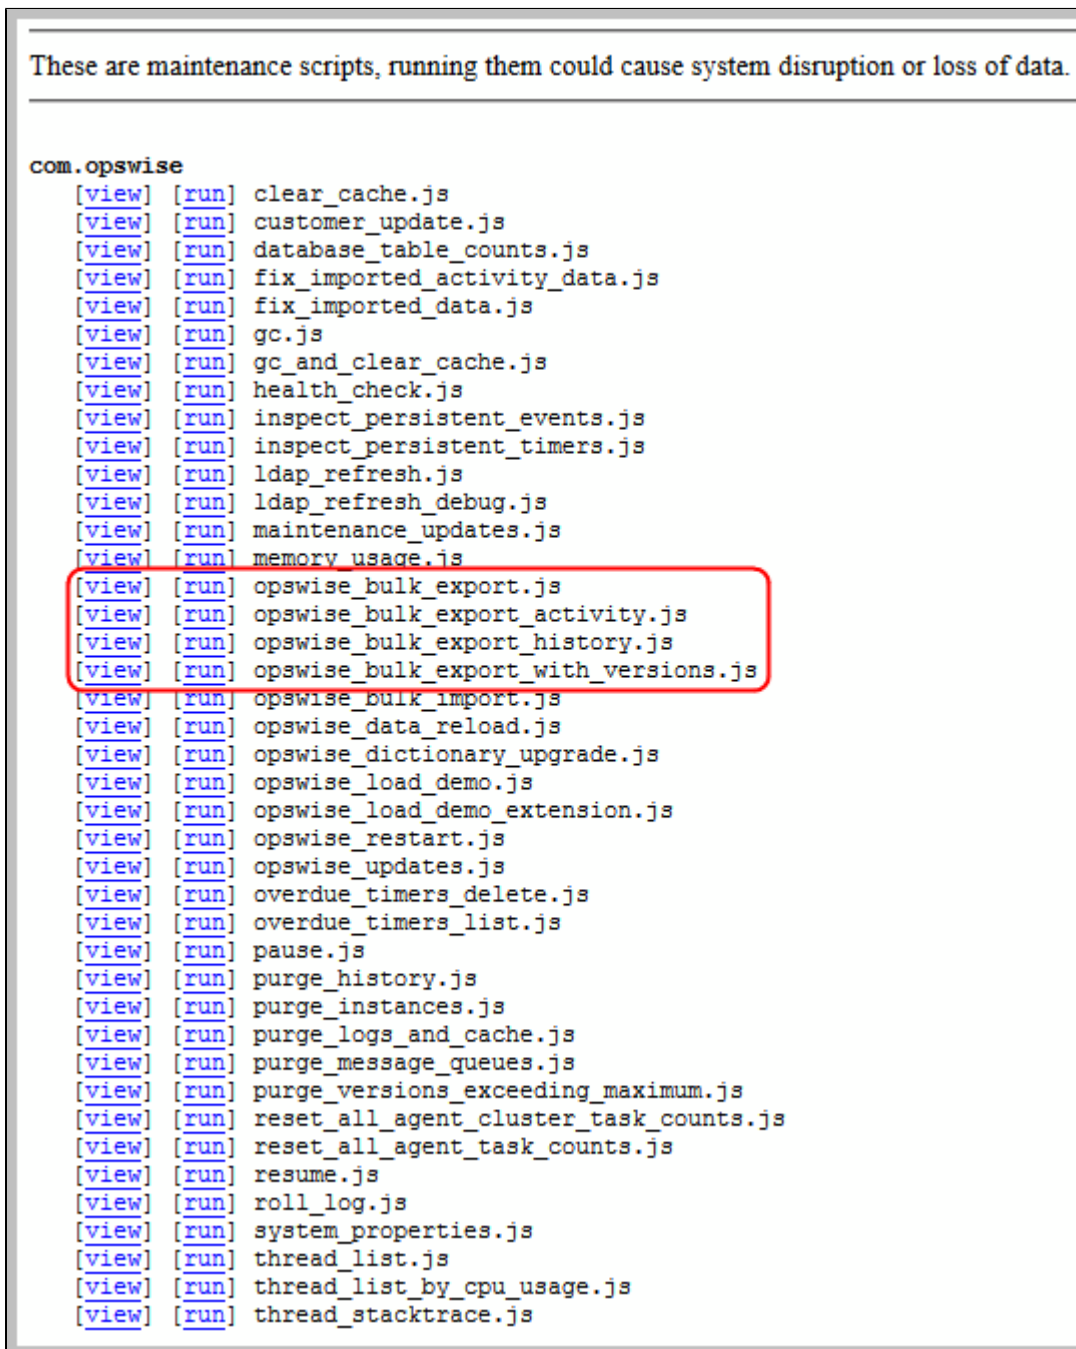 These are maintenance scripts, running them could cause system disruption or loss of data.
com.opswise
[view] [run] clear_cache.js
[view] [run] customer_update.js
[view] [run] database_table_counts.js
[view] [run] fix_imported_activity_data.js
[view] [run] fix_imported_data.js
[view] [run] gc.js
[view] [run] gc_and_clear_cache.js
[view] [run] health_check.js
[view] [run] inspect_persistent_events.js
[view] [run] inspect_persistent_timers.js
[view] [run] ldap_refresh.js
[view] [run] ldap_refresh_debug.js
[view] [run] maintenance_updates.js
[view] [run] memory_usage.js
[view] [run] opswise_bulk_export.js
[view] [run] opswise_bulk_export_activity.js
[view] [run] opswise_bulk_export_history.js
[view] [run] opswise_bulk_export_with_versions.js
[view] [run] opswise_bulk_import.js
[view] [run] opswise_data_reload.js
[view] [run] opswise_dictionary_upgrade.js
[view] [run] opswise_load_demo.js
[view] [run] opswise_load_demo_extension.js
[view] [run] opswise_restart.js
[view] [run] opswise_updates.js
[view] [run] overdue_timers_delete.js
[view] [run] overdue_timers_list.js
[view] [run] pause.js
[view] [run] purge_history.js
[view] [run] purge_instances.js
[view] [run] purge_logs_and_cache.js
[view] [run] purge_message_queues.js
[view] [run] purge_versions_exceeding_maximum.js
[view] [run] reset_all_agent_cluster_task_counts.js
[view] [run] reset_all_agent_task_counts.js
[view] [run] resume.js
[view] [run] roll_log.js
[view] [run] system_properties.js
[view] [run] thread_list.js
[view] [run] thread_list_by_cpu_usage.js
[view] [run] thread_stacktrace.js